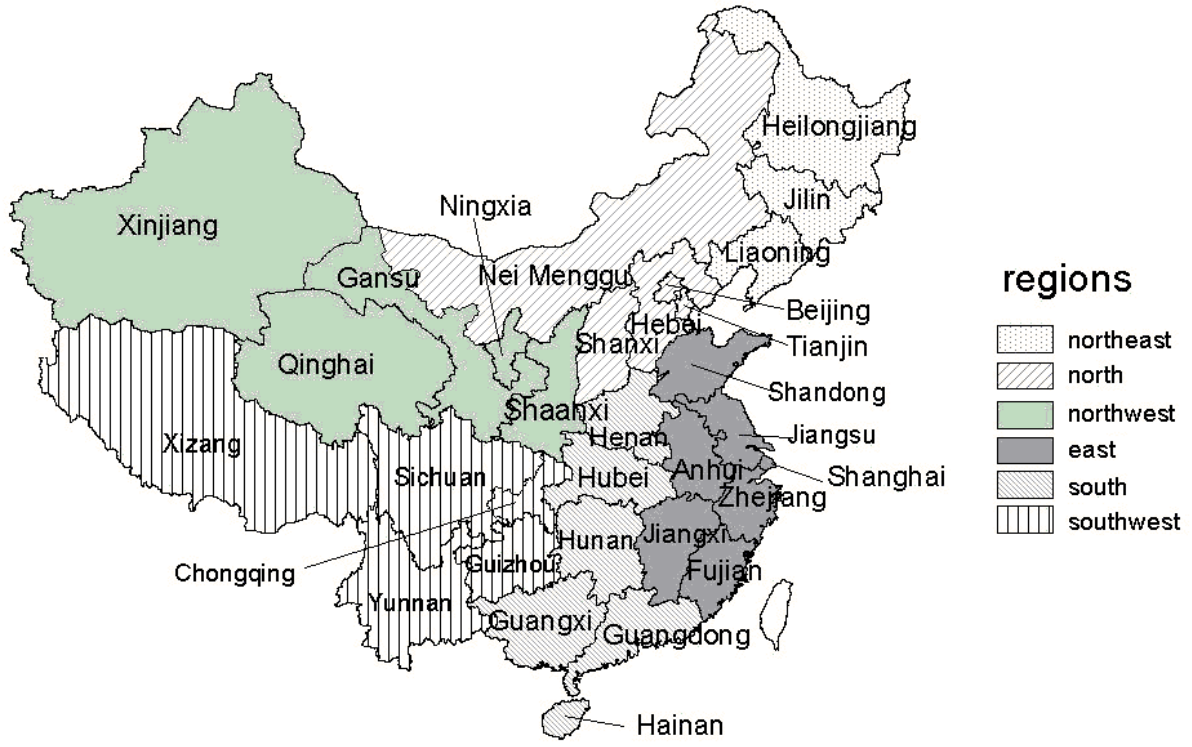 Heilongjiang
Jilin
Ningxia
Xinjiang
Liaoning
Gansu
Nei Menggu
regions
Beijing
Hebei
Shanxi
Tianjin
northeast
Qinghai
north
Shandong
Shaanxi
northwest
Xizang
Henan
Jiangsu
east
Sichuan
Hubei
Anhui
Shanghai
Zhejiang
south
Hunan
Jiangxi
southwest
Chongqing
Guizhou
Fujian
Yunnan
Guangxi
Guangdong
Hainan